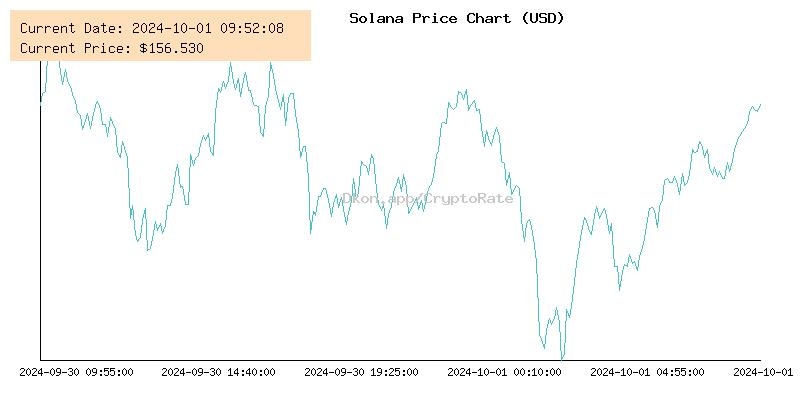 Solana Price Chart (USD)
Current Date: 2024-10-01 09:52:08
Current Price: $156.530
Dkon.app/CryptoRate
2024-09-30 09:55:00
2024-09-30 14:40:00
2024-09-30 19:25:00
2024-10-01 00:10:00
2024-10-01 04:55:00
2024-10-01